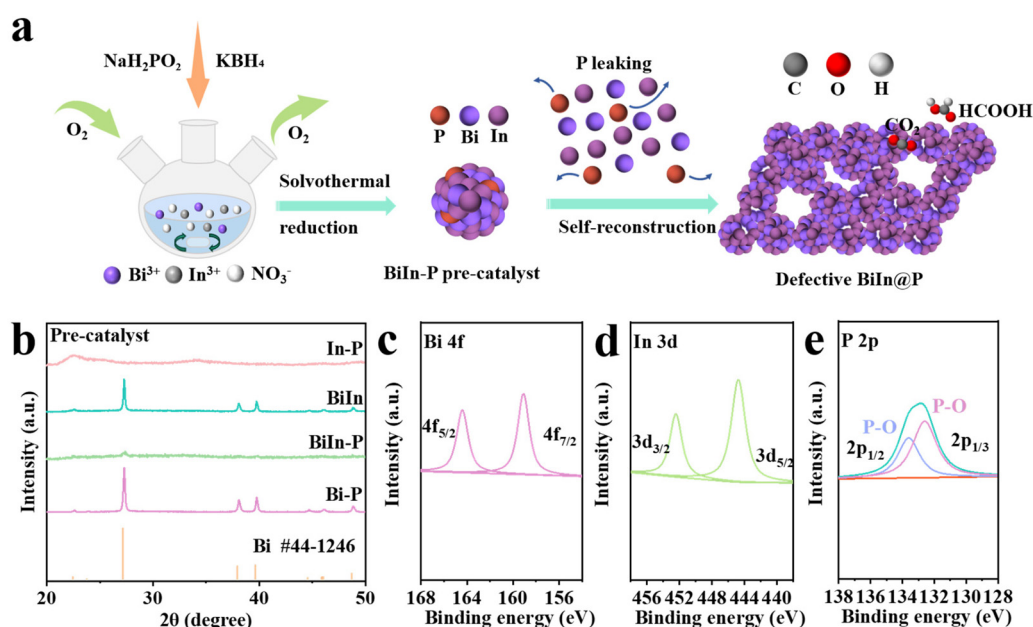 a
NaH₂PO₂ KBH₄
O₂
O₂
Bi³⁺ In³⁺ NO₃⁻
Solvothermal
reduction
P Bi In
BiIn-P pre-catalyst
P leaking
Self-reconstruction
C O H
CO₂
HCOOH
Defective BiIn@P
b
Pre-catalyst
In-P
BiIn
BiIn-P
Bi-P
Bi #44-1246
Intensity (a.u.)
20 30 40 50
2θ (degree)
c
Bi 4f
4f₅/₂
4f₇/₂
Intensity (a.u.)
168 164 160 156
Binding energy (eV)
d
In 3d
3d₃/₂
3d₅/₂
Intensity (a.u.)
456 452 448 444 440
Binding energy (eV)
e
P 2p
P-O
P-O
2p₁/₂
2p₁/₃
Intensity (a.u.)
138 136 134 132 130 128
Binding energy (eV)